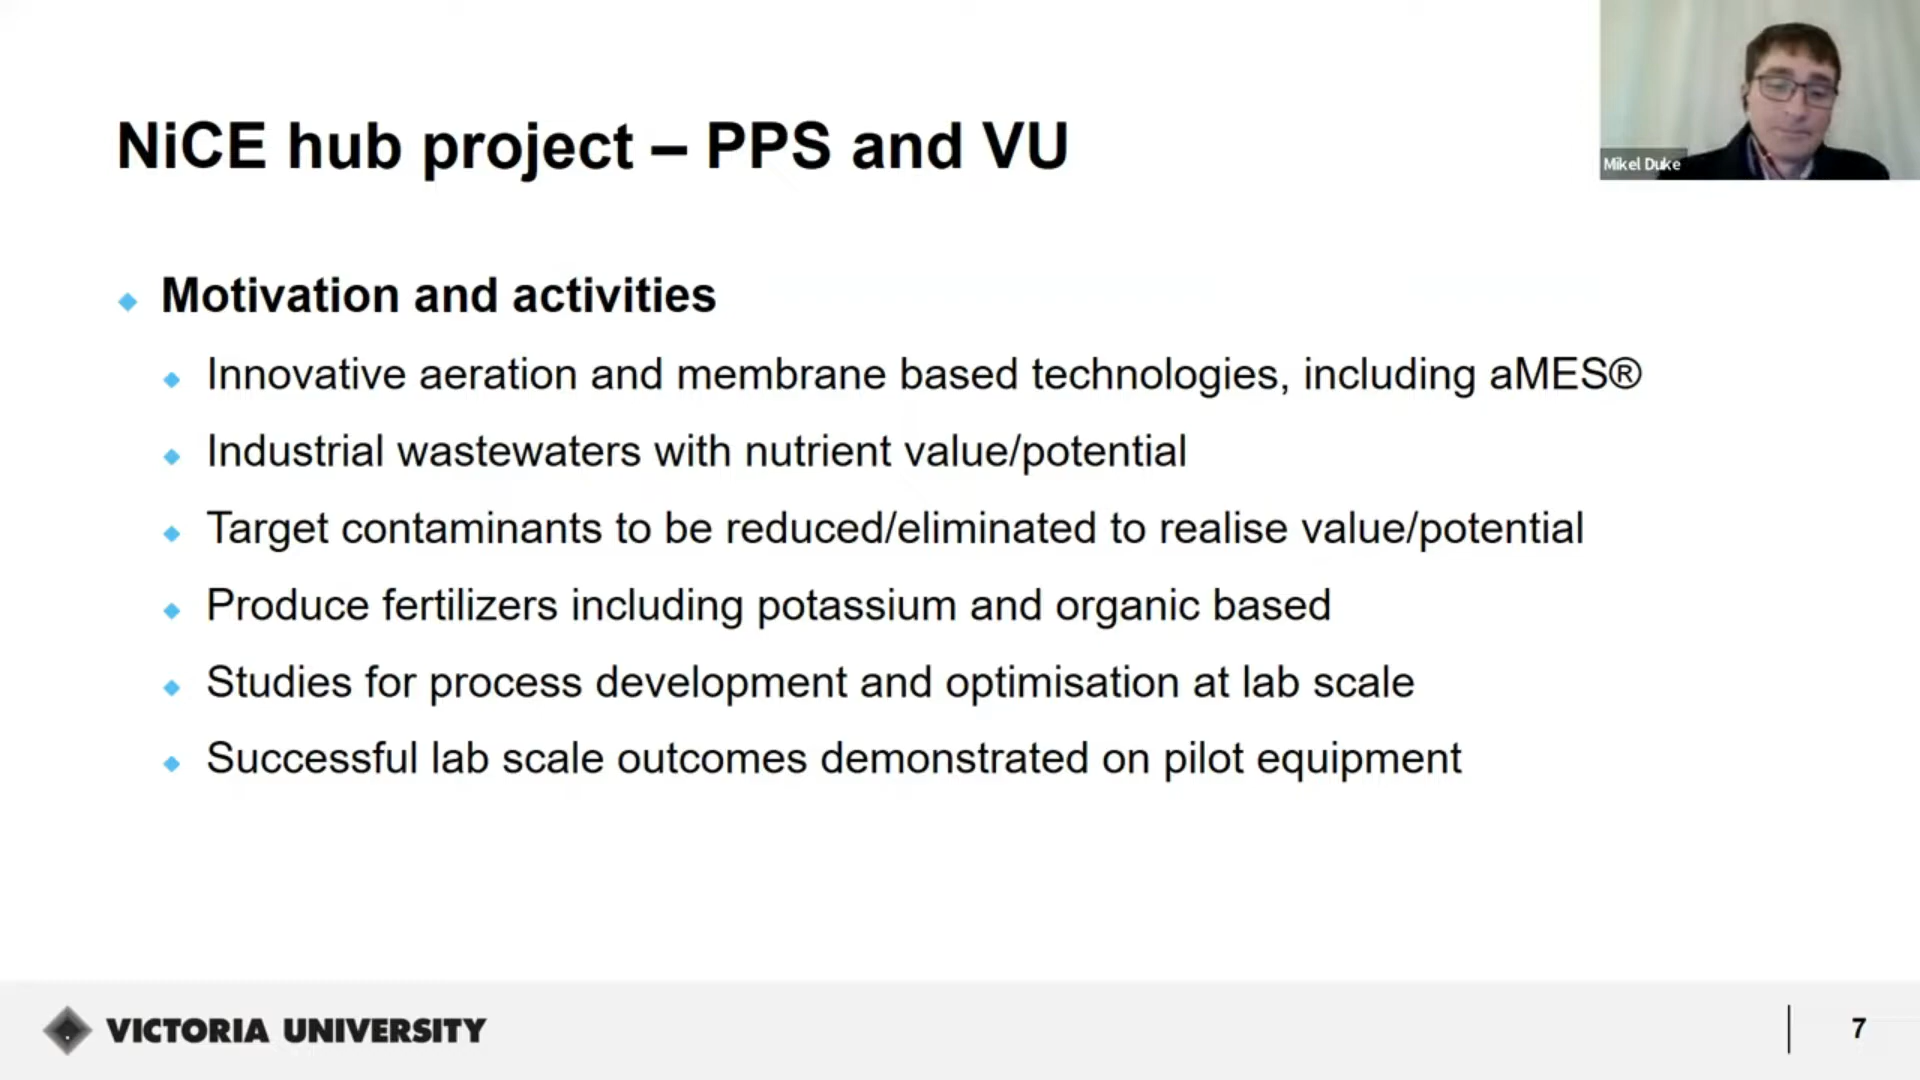 NiCE hub project – PPS and VU
Mikel Duke
Motivation and activities
Innovative aeration and membrane based technologies, including aMES®
Industrial wastewaters with nutrient value/potential
Target contaminants to be reduced/eliminated to realise value/potential
Produce fertilizers including potassium and organic based
Studies for process development and optimisation at lab scale
Successful lab scale outcomes demonstrated on pilot equipment
VICTORIA UNIVERSITY
7